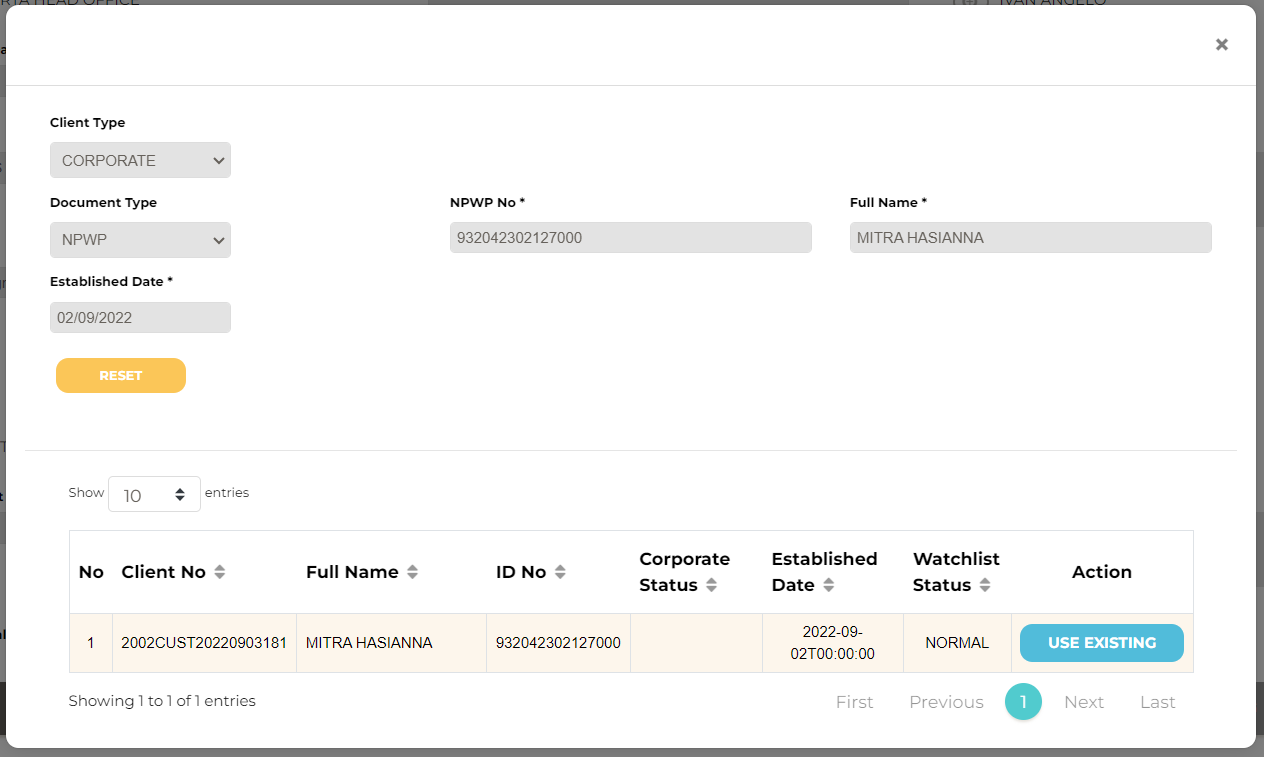 ×
Client Type
CORPORATE
Document Type
NPWP No *
Full Name *
NPWP
932042302127000
MITRA HASIANNA
Established Date *
02/09/2022
RESET
Show 10 entries
No Client No Full Name ID No Corporate Status Established Date Watchlist Status Action
1 2002CUST20220903181 MITRA HASIANNA 932042302127000 2022-09-02T00:00:00 NORMAL USE EXISTING
Showing 1 to 1 of 1 entries
First Previous 1 Next Last